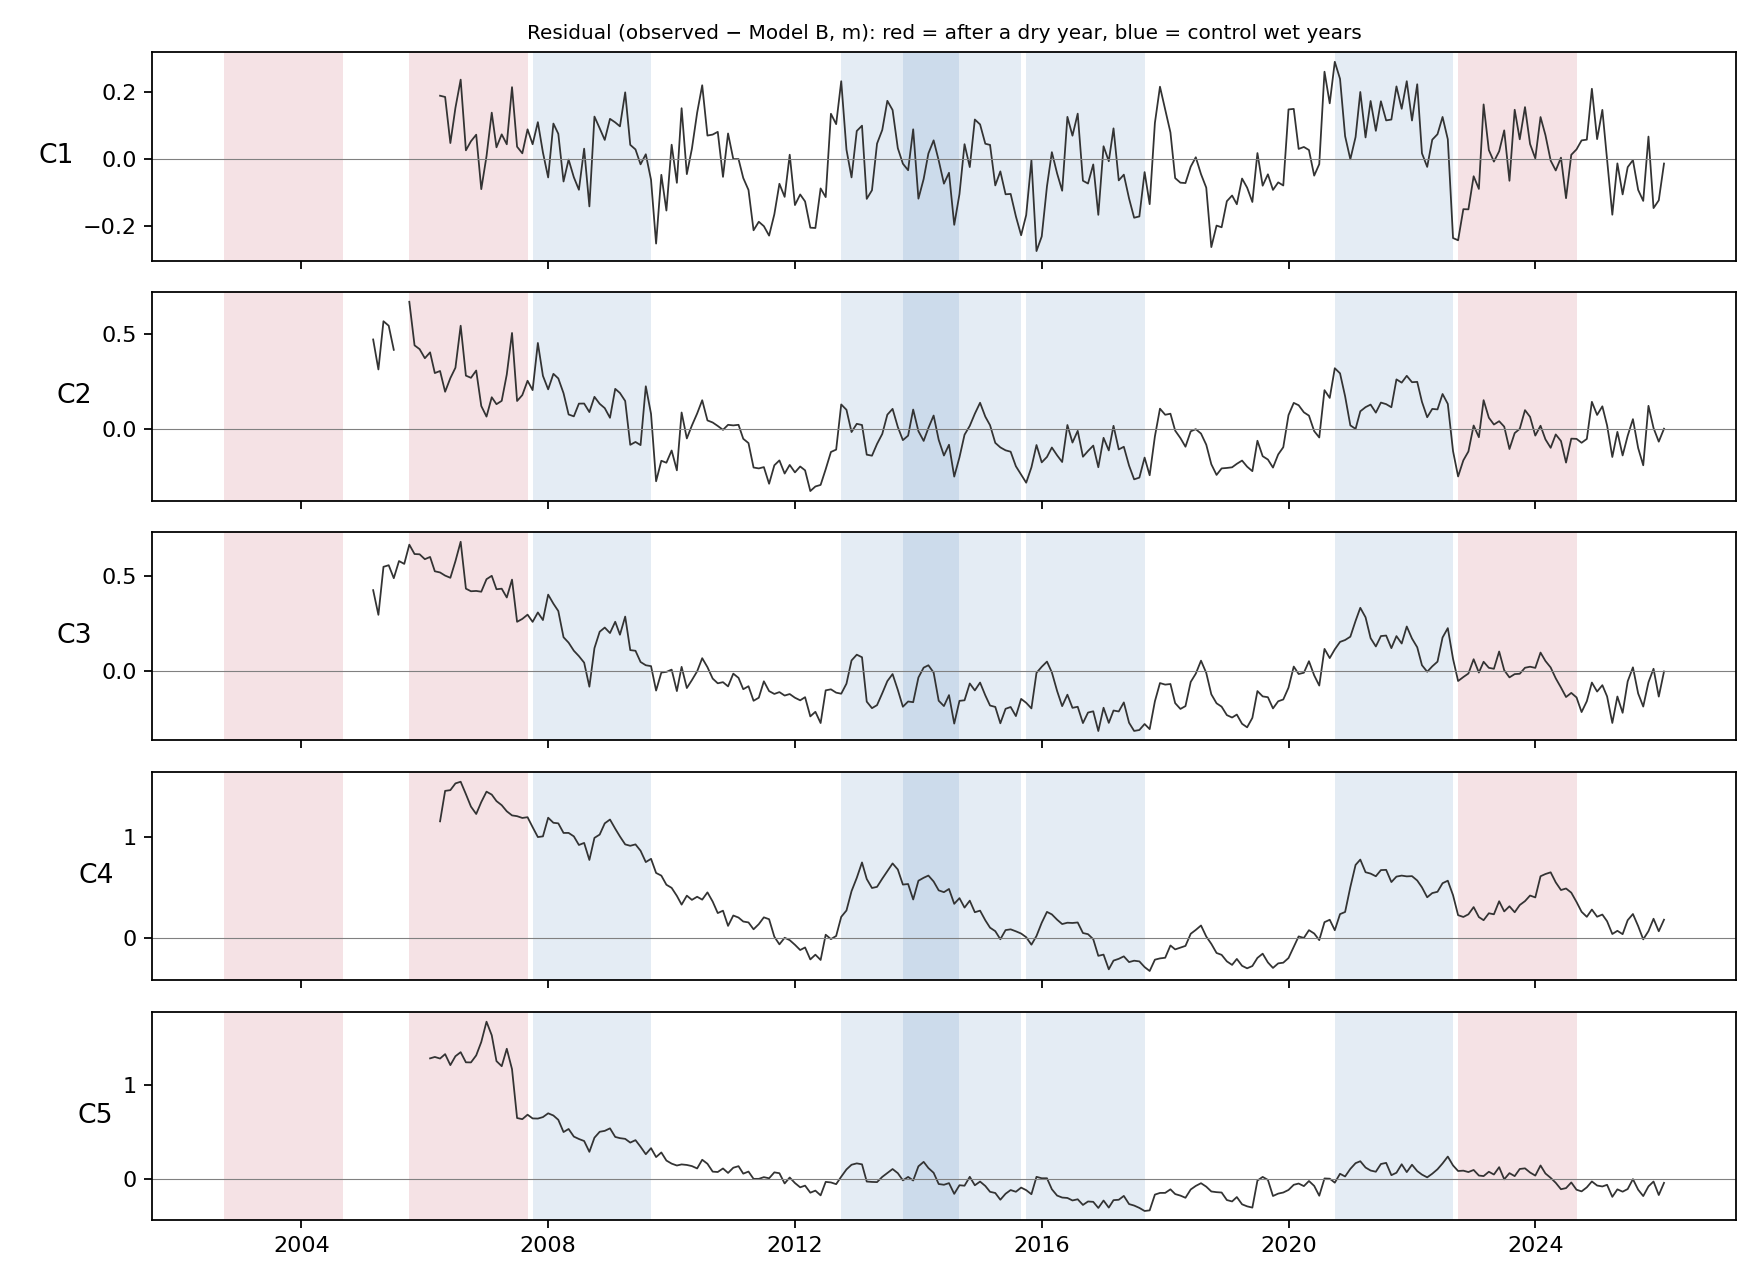 Residual (observed − Model B, m): red = after a dry year, blue = control wet years
C1
0.2
0.0
−0.2
C2
0.5
0.0
C3
0.5
0.0
C4
1
0
C5
1
0
2004 2008 2012 2016 2020 2024